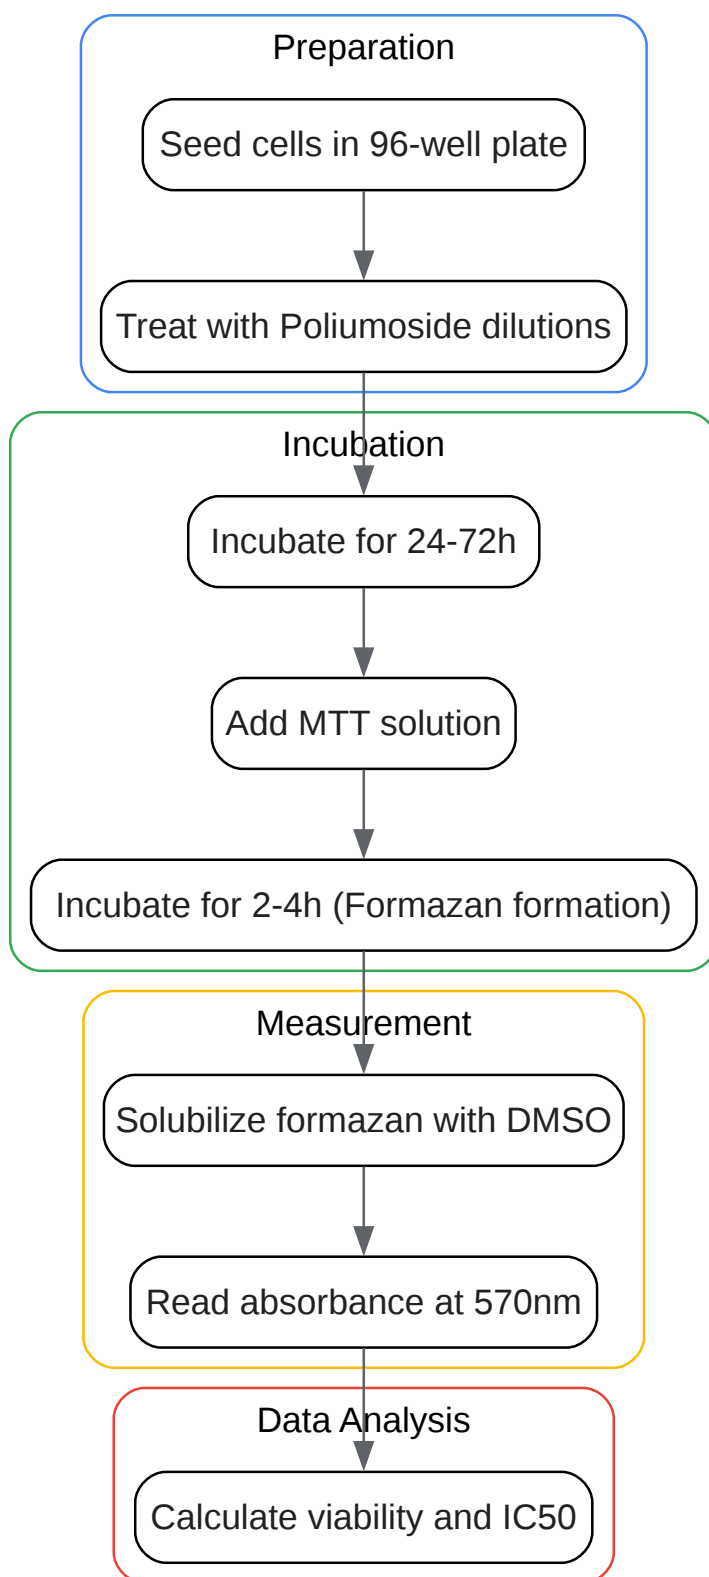 Preparation
Seed cells in 96-well plate
Treat with Poliumoside dilutions
Incubation
Incubate for 24-72h
Add MTT solution
Incubate for 2-4h (Formazan formation)
Measurement
Solubilize formazan with DMSO
Read absorbance at 570nm
Data Analysis
Calculate viability and IC50